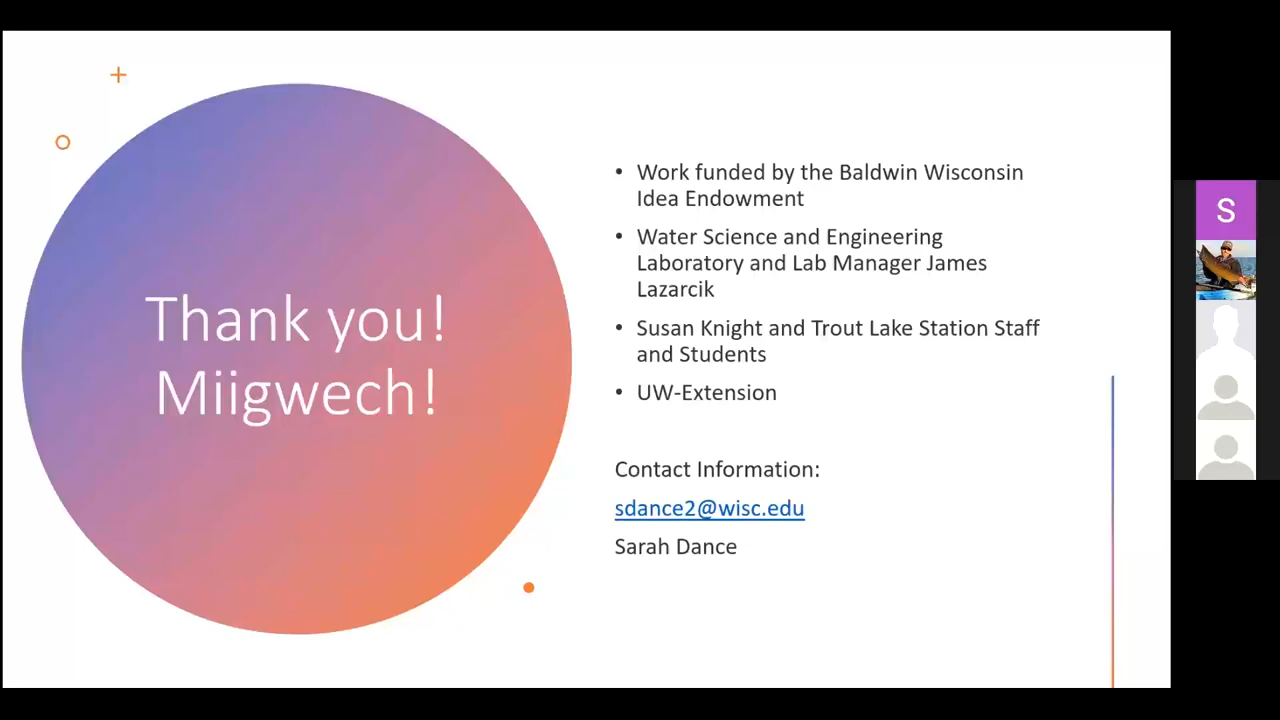 Thank you!
Miigwech!
• Work funded by the Baldwin Wisconsin
Idea Endowment
• Water Science and Engineering
Laboratory and Lab Manager James
Lazarcik
• Susan Knight and Trout Lake Station Staff
and Students
• UW-Extension
Contact Information:
sdance2@wisc.edu
Sarah Dance
S